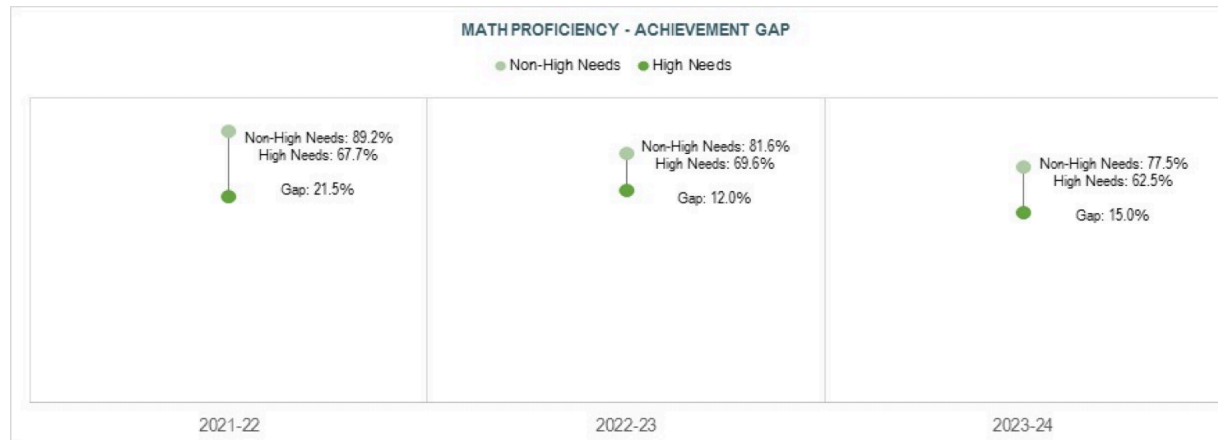 MATH PROFICIENCY - ACHIEVEMENT GAP
Non-High Needs High Needs
Non-High Needs: 89.2%
High Needs: 67.7%
Gap: 21.5%
Non-High Needs: 81.6%
High Needs: 69.6%
Gap: 12.0%
Non-High Needs: 77.5%
High Needs: 62.5%
Gap: 15.0%
2021-22 2022-23 2023-24